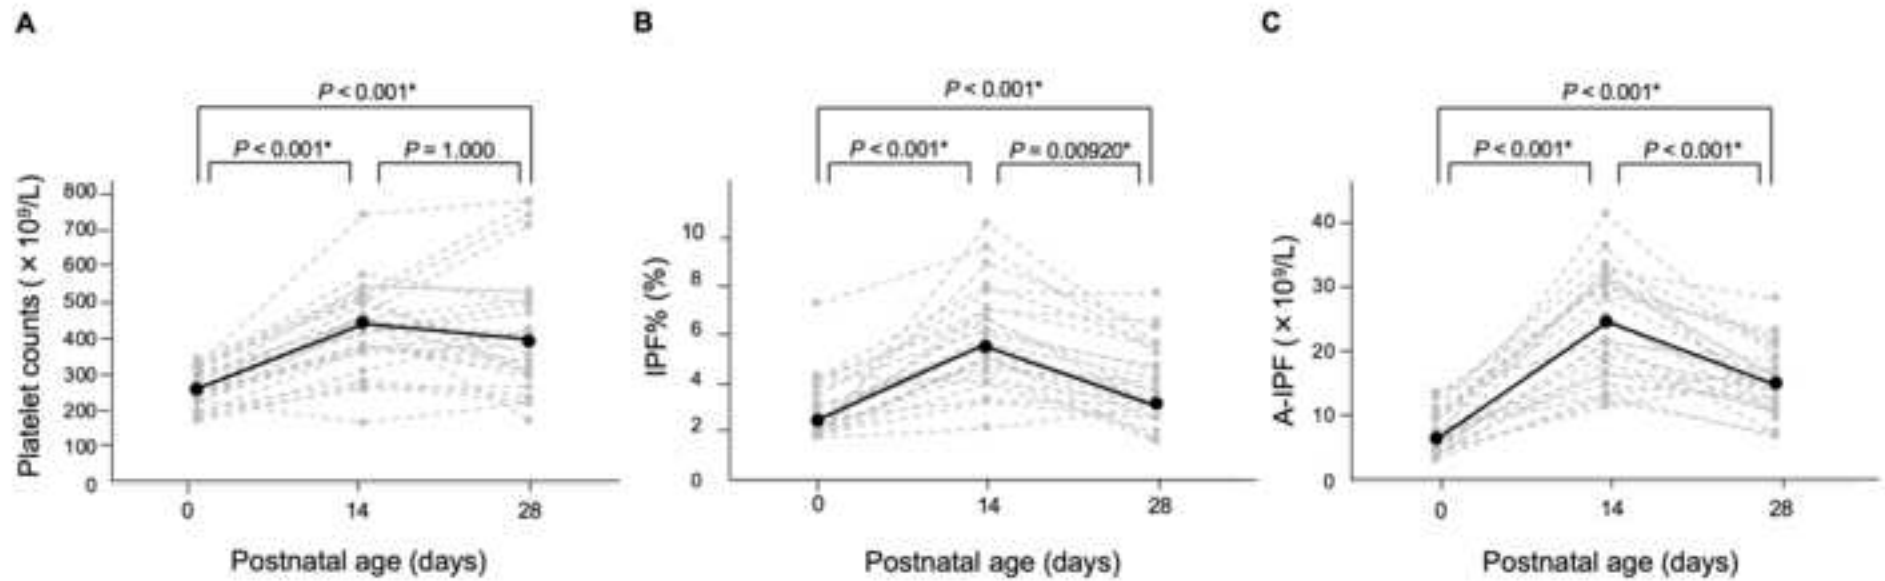 A
P < 0.001*
P < 0.001*
P = 1.000
Platelet counts ( × 10⁹/L)
800
700
600
500
400
300
200
100
0
0
14
28
Postnatal age (days)
B
P < 0.001*
P < 0.001*
P = 0.00920*
IPF% (%)
10
8
6
4
2
0
0
14
28
Postnatal age (days)
C
P < 0.001*
P < 0.001*
P < 0.001*
A-IPF ( × 10⁹/L)
40
30
20
10
0
0
14
28
Postnatal age (days)